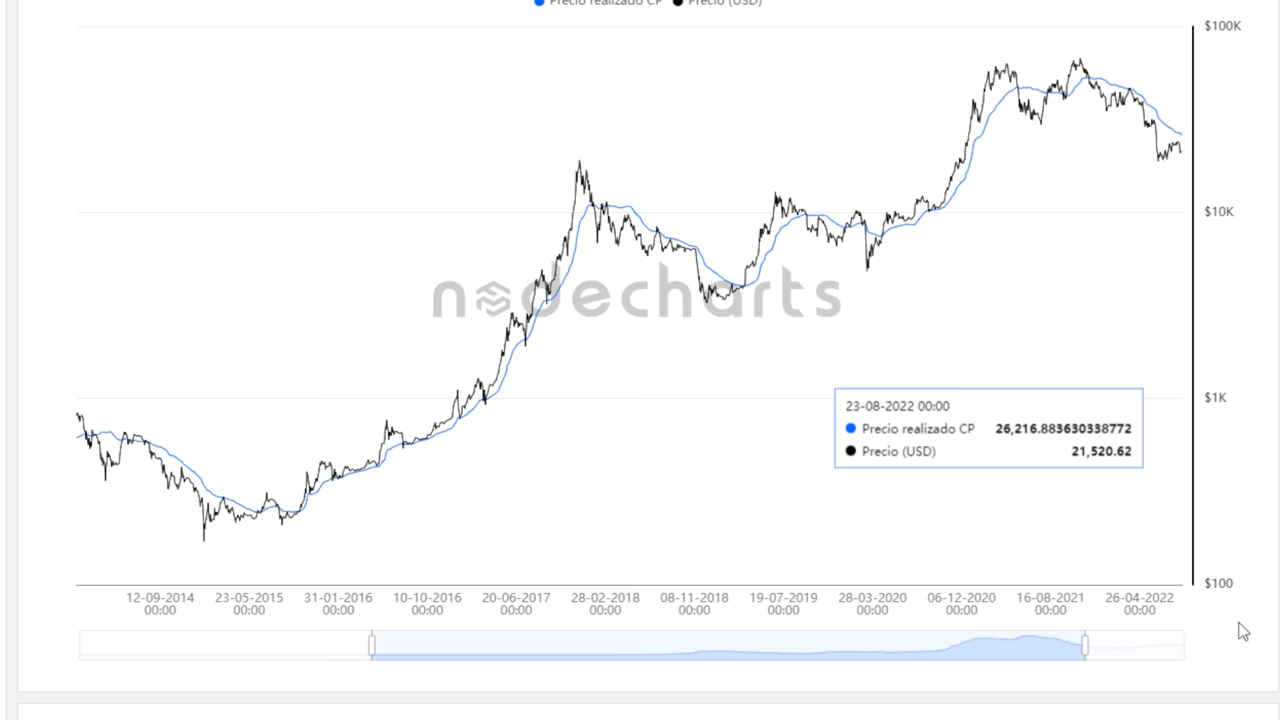 Precio realizado CP Precio (USD)
$100K
$10K
nodecharts
$1K
23-08-2022 00:00
Precio realizado CP 26,216.883630338772
Precio (USD) 21,520.62
$100
12-09-2014 23-05-2015 31-01-2016 10-10-2016 20-06-2017 28-02-2018 08-11-2018 19-07-2019 28-03-2020 06-12-2020 16-08-2021 26-04-2022
00:00 00:00 00:00 00:00 00:00 00:00 00:00 00:00 00:00 00:00 00:00 00:00